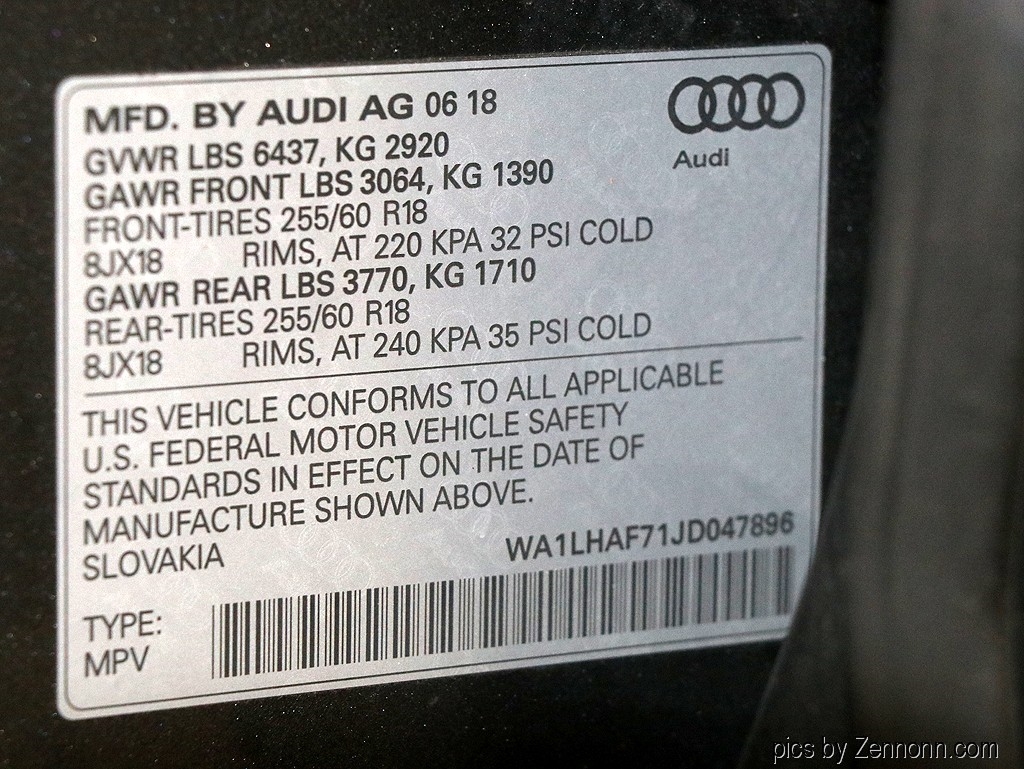 MFD. BY AUDI AG 06 18
GVWR LBS 6437, KG 2920
GAWR FRONT LBS 3064, KG 1390
FRONT-TIRES 255/60 R18
8JX18 RIMS, AT 220 KPA 32 PSI COLD
GAWR REAR LBS 3770, KG 1710
REAR-TIRES 255/60 R18
8JX18 RIMS, AT 240 KPA 35 PSI COLD
Audi
THIS VEHICLE CONFORMS TO ALL APPLICABLE
U.S. FEDERAL MOTOR VEHICLE SAFETY
STANDARDS IN EFFECT ON THE DATE OF
MANUFACTURE SHOWN ABOVE.
SLOVAKIA WA1LHAF71JD047896
TYPE:
MPV
pics by Zennonn.com